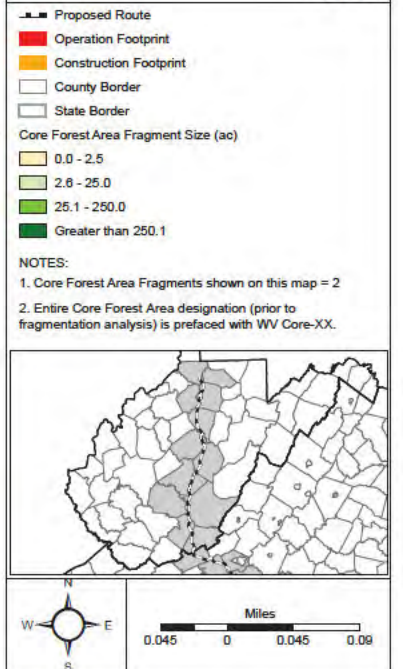 Proposed Route
Operation Footprint
Construction Footprint
County Border
State Border
Core Forest Area Fragment Size (ac)
0.0 - 2.5
2.6 - 25.0
25.1 - 250.0
Greater than 250.1
NOTES:
1. Core Forest Area Fragments shown on this map = 2
2. Entire Core Forest Area designation (prior to
fragmentation analysis) is prefaced with WV Core-XX.
N
W E
S
Miles
0.045 0 0.045 0.09